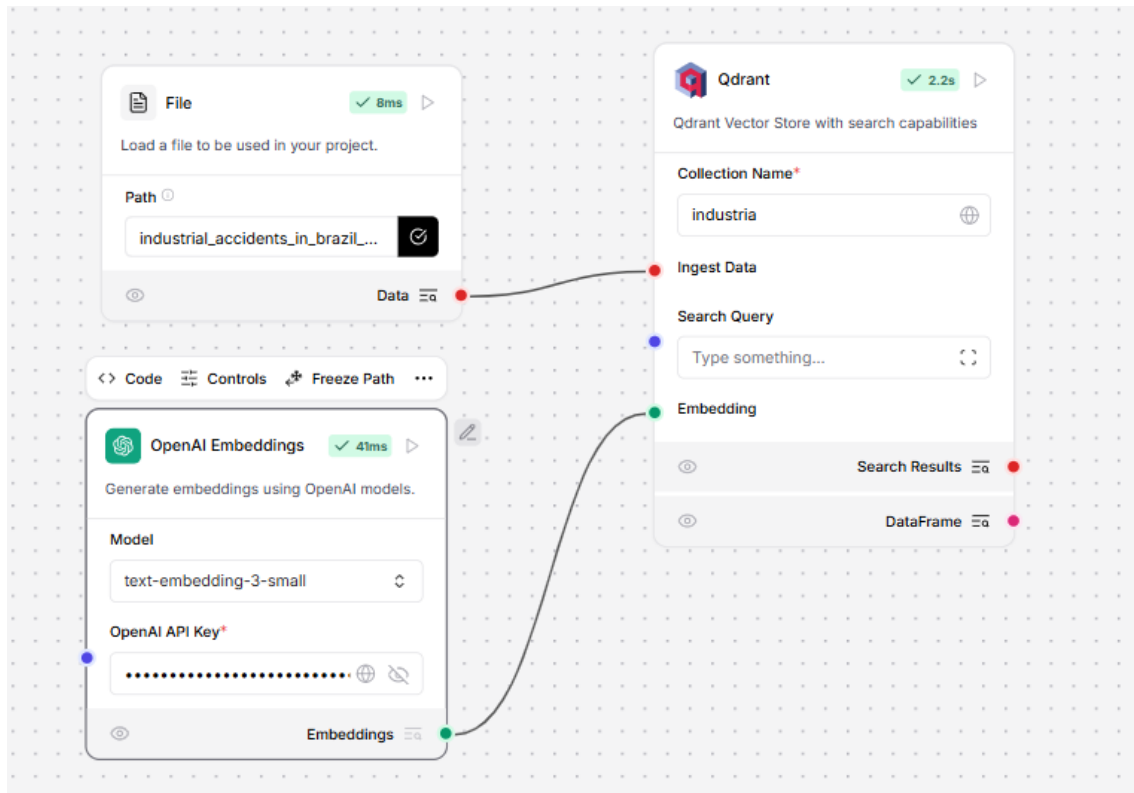 File
8ms
Load a file to be used in your project.
Path
industrial_accidents_in_brazil_...
Data
Code
Controls
Freeze Path
OpenAI Embeddings
41ms
Generate embeddings using OpenAI models.
Model
text-embedding-3-small
OpenAI API Key*
Embeddings
Qdrant
2.2s
Qdrant Vector Store with search capabilities
Collection Name*
industria
Ingest Data
Search Query
Type something...
Embedding
Search Results
DataFrame